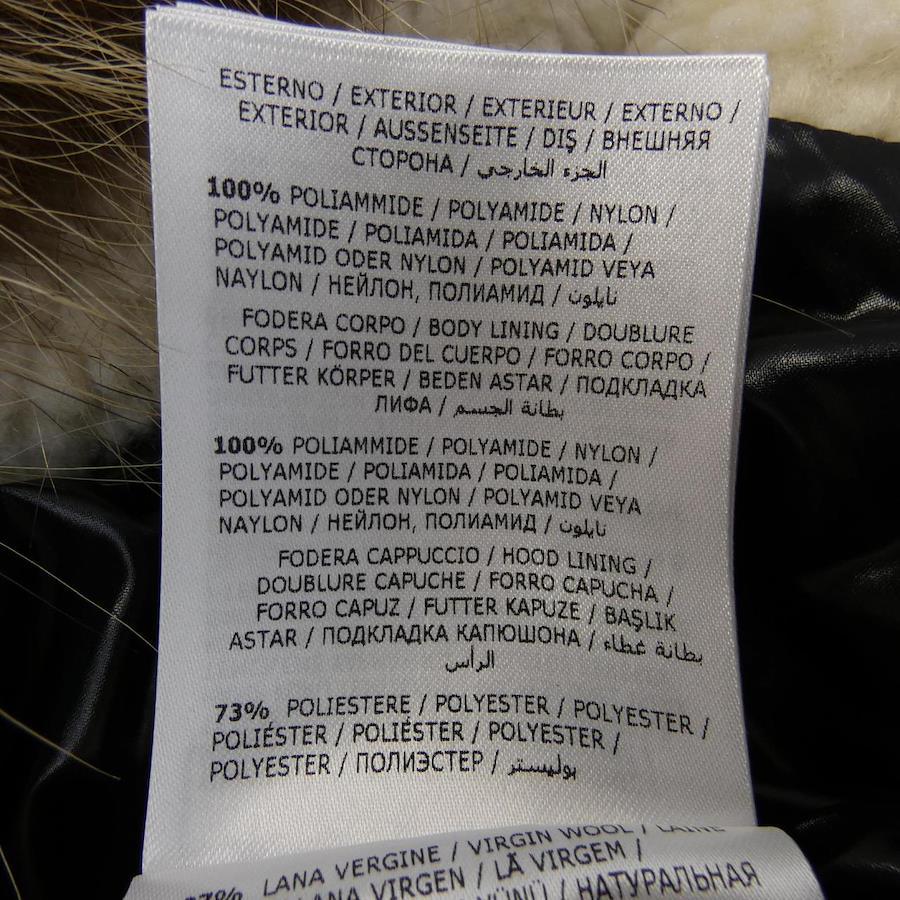 ESTERNO / EXTERIOR / EXTERIEUR / EXTERNO /
EXTERIOR / AUSSENSEITE / DIŞ / ВНЕШНЯЯ
СТОРОНА / الجزء الخارجي
100% POLIAMMIDE / POLYAMIDE / NYLON /
POLYAMIDE / POLIAMIDA / POLIAMIDA /
POLYAMID ODER NYLON / POLYAMID VEYA
NAYLON / НЕЙЛОН, ПОЛИАМИД / نايلون
FODERA CORPO / BODY LINING / DOUBLURE
CORPS / FORRO DEL CUERPO / FORRO CORPO /
FUTTER KÖRPER / BEDEN ASTAR / ПОДКЛАДКА
ЛИФА / بطانة الجسم
100% POLIAMMIDE / POLYAMIDE / NYLON /
POLYAMIDE / POLIAMIDA / POLIAMIDA /
POLYAMID ODER NYLON / POLYAMID VEYA
NAYLON / НЕЙЛОН, ПОЛИАМИД / نايلون
FODERA CAPPUCCIO / HOOD LINING /
DOUBLURE CAPUCHE / FORRO CAPUCHA /
FORRO CAPUZ / FUTTER KAPUZE / BAŞLIK
ASTAR / ПОДКЛАДКА КАПЮШОНА / بطانة غطاء
الرأس
73% POLIESTERE / POLYESTER / POLYESTER /
POLIÉSTER / POLIÉSTER / POLYESTER /
POLYESTER / ПОЛИЭСТЕР / بوليستر
27% LANA VERGINE / VIRGIN WOOL / LAINE
LANA VIRGEN / LÃ VIRGEM /
YÜNÜ / НАТУРАЛЬНАЯ